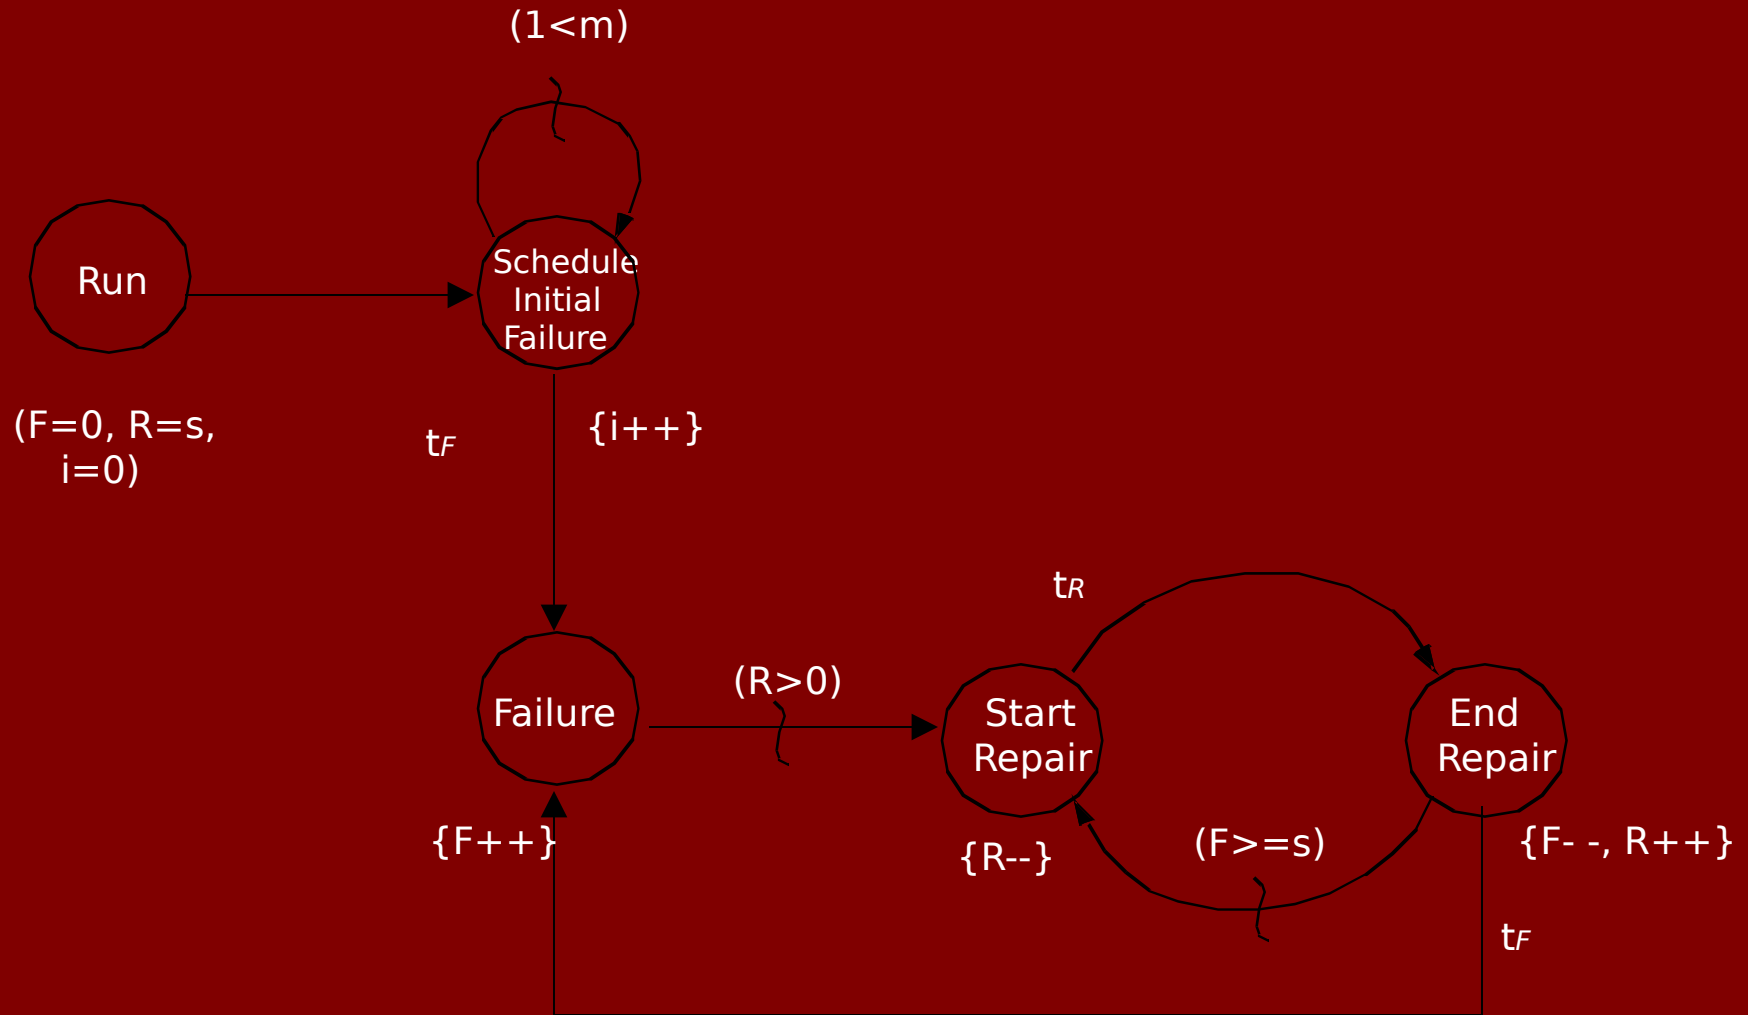 (1<m)
Run
Schedule
Initial
Failure
(F=0, R=s,
i=0)
tF
{i++}
tR
(R>0)
Failure
Start
Repair
End
Repair
{F++}
{R--}
(F>=s)
{F- -, R++}
tF